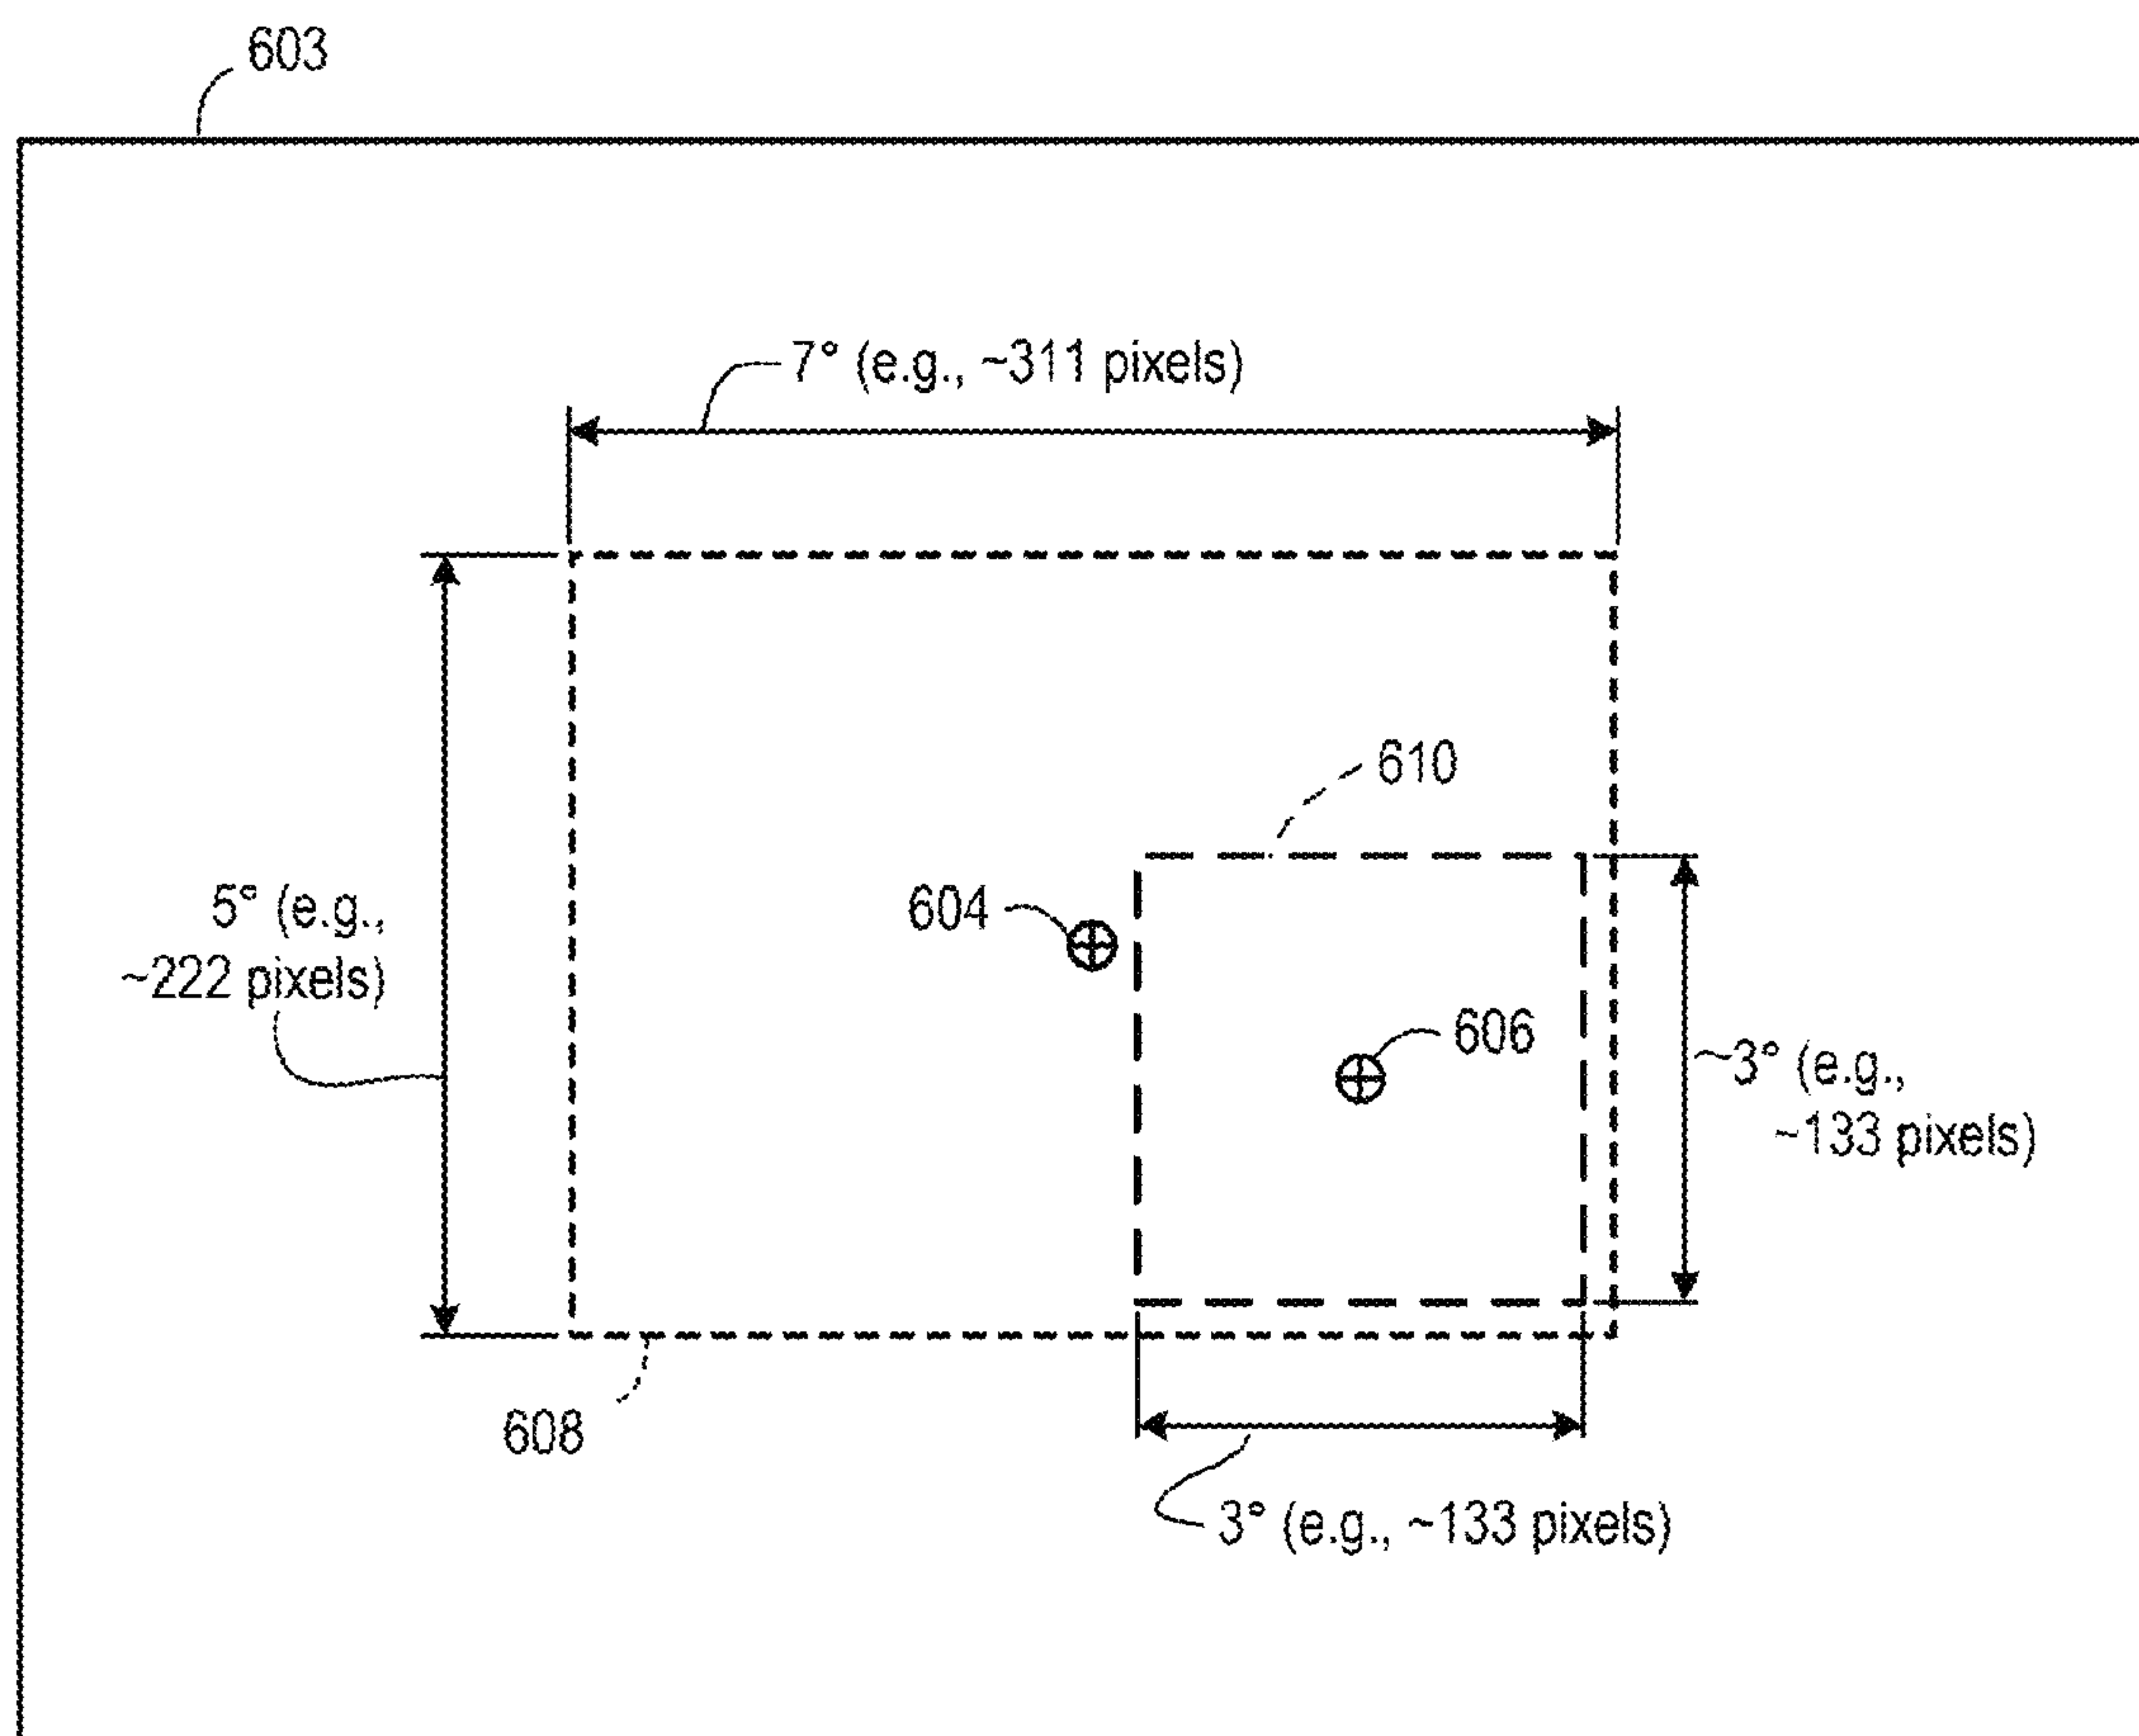 603
7° (e.g., ~311 pixels)
610
5° (e.g.,
~222 pixels)
604
606
3° (e.g.,
~133 pixels)
608
3° (e.g., ~133 pixels)